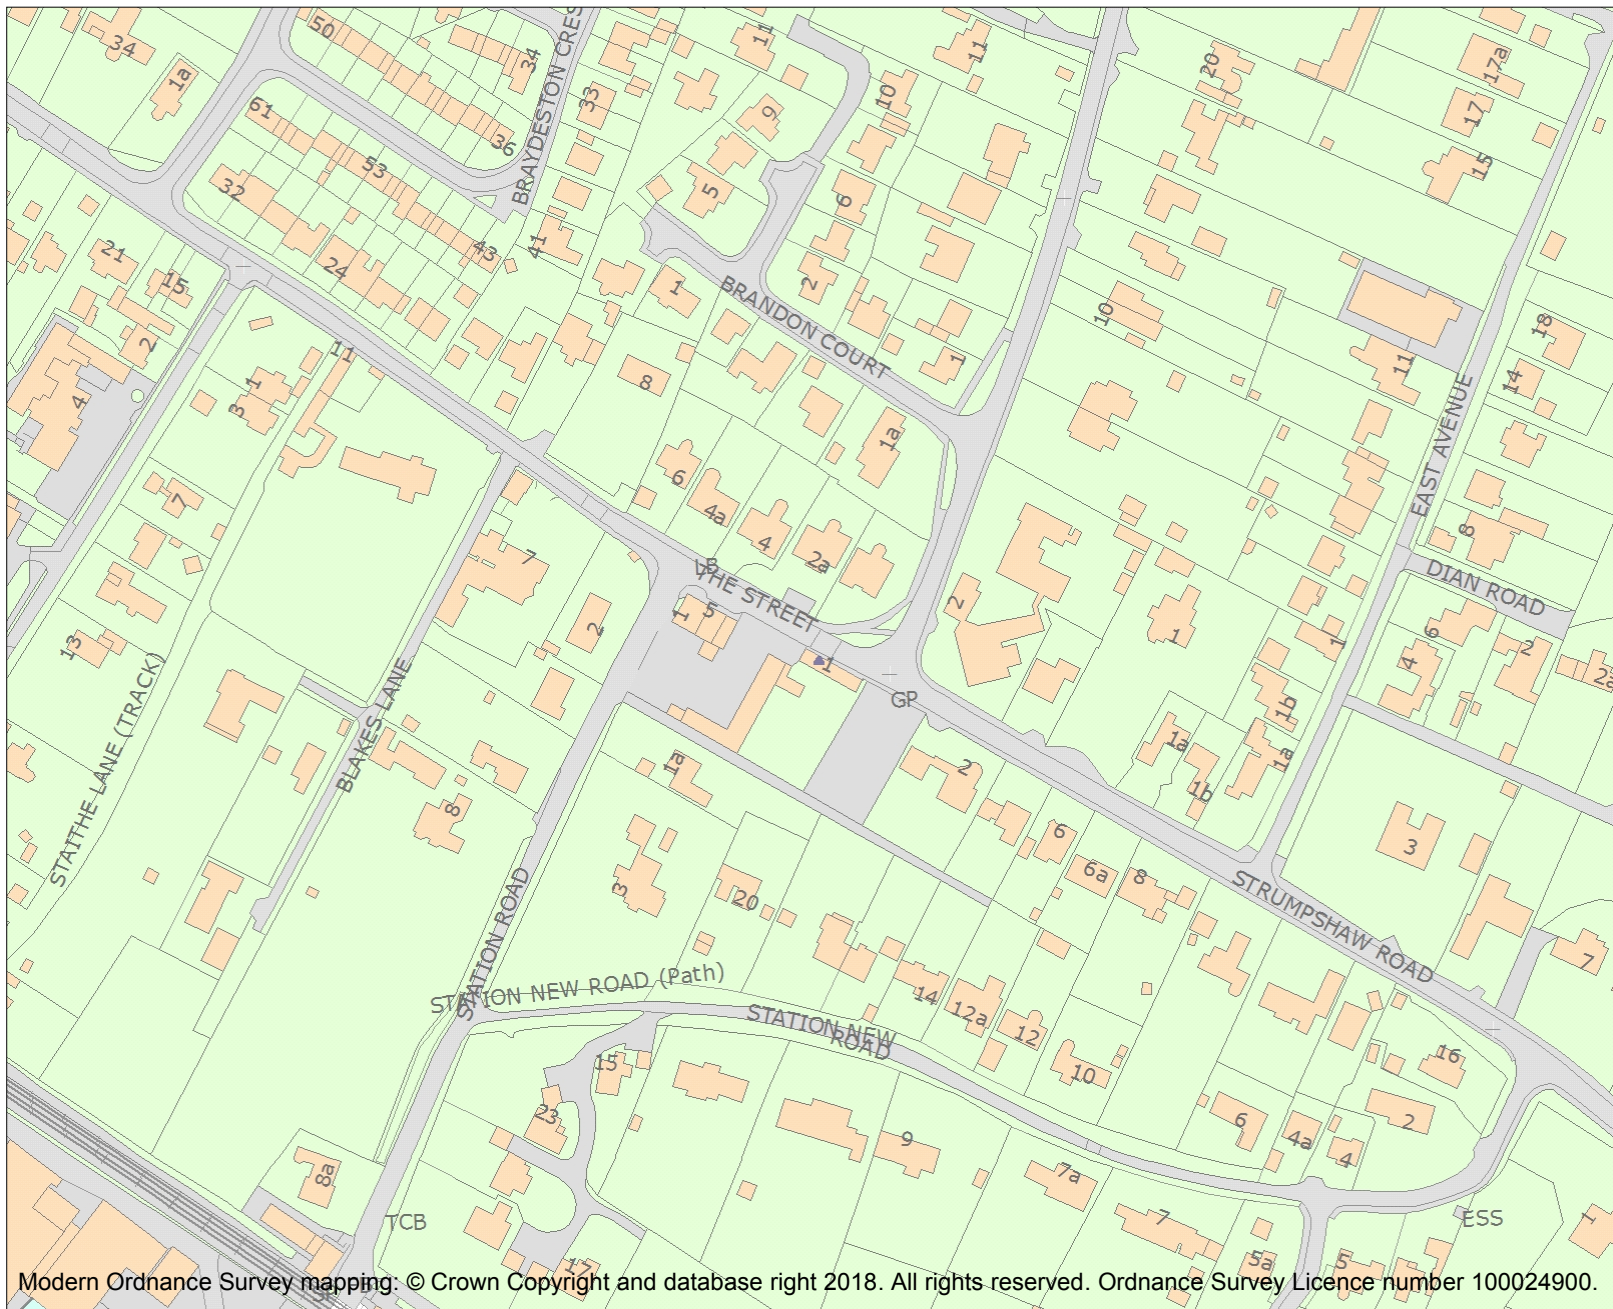 50
34
34
1a
11
11
20
17a
BRAYDESTON CRES
61
33
9
10
17
36
53
32
5
6
15
21
15
24
43
41
1
2
BRANDON COURT
10
18
2
11
1
3
4
8
1
11
14
1a
EAST AVENUE
7
6
4a
4
2a
7
8
LB
THE STREET
DIAN ROAD
2
1
5
2
1
1
6
2
4
2a
13
STAITHE LANE (TRACK)
BLAKES LANE
1
GP
1b
1a
1a
1b
1a
2
8
6
3
6a
8
3
20
STRUMPSHAW ROAD
7
STATION ROAD
STATION NEW ROAD (Path)
14
12a
12
STATION NEW
ROAD
15
10
16
23
9
6
4a
4
2
8a
7a
TCB
7
ESS
1
17
5a
5
Modern Ordnance Survey mapping: © Crown Copyright and database right 2018. All rights reserved. Ordnance Survey Licence number 100024900.